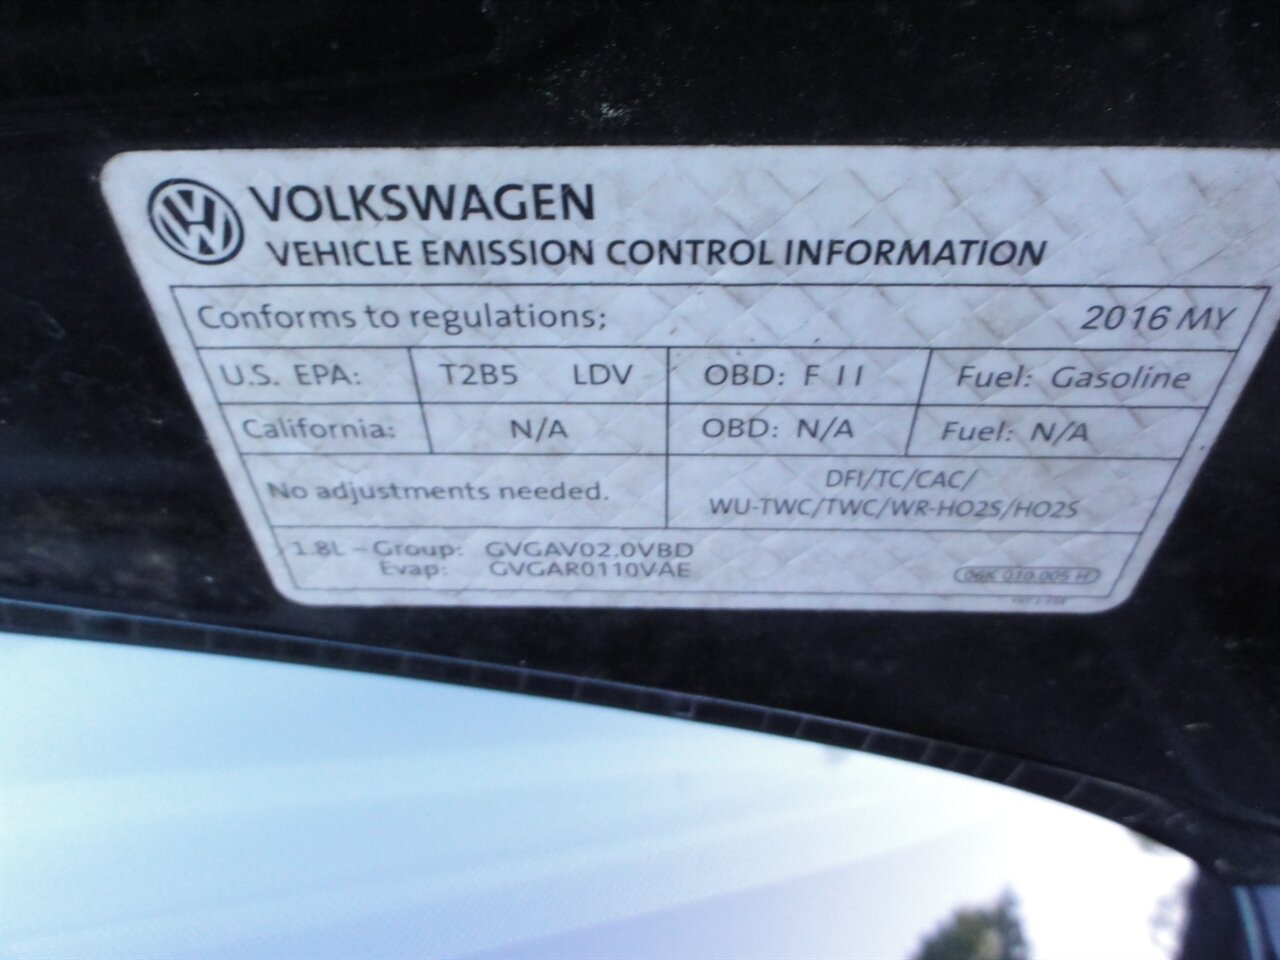 VOLKSWAGEN
VEHICLE EMISSION CONTROL INFORMATION
Conforms to regulations; 2016 MY
U.S. EPA: T2B5 LDV OBD: F II Fuel: Gasoline
California: N/A OBD: N/A Fuel: N/A
No adjustments needed.
DFI/TC/CAC/
WU-TWC/TWC/WR-HO2S/HO2S
1.8L – Group: GVGAV02.0VBD
Evap: GVGAR0110VAE
06K 010 005 H